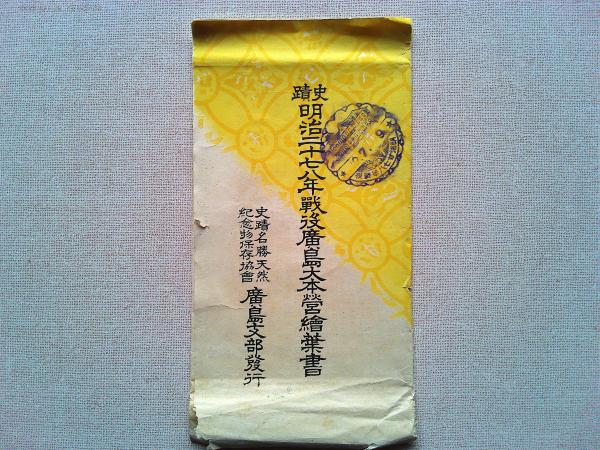 史蹟 明治二十七八年戰役廣島大本營繪葉書
史蹟名勝天然
紀念物保存協會
廣島支部發行